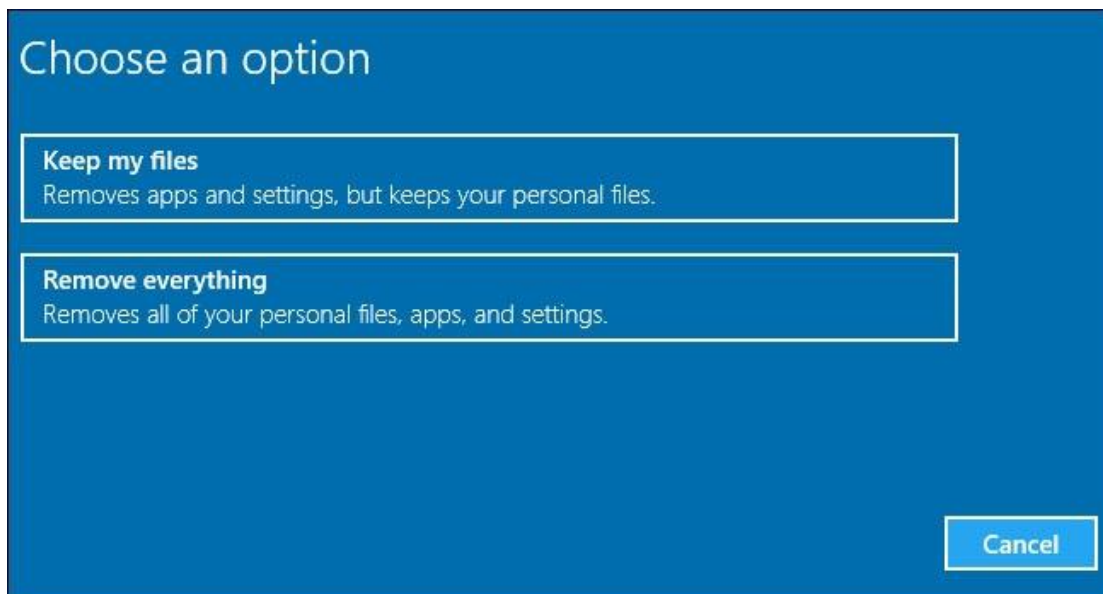 Choose an option
Keep my files
Removes apps and settings, but keeps your personal files.
Remove everything
Removes all of your personal files, apps, and settings.
Cancel